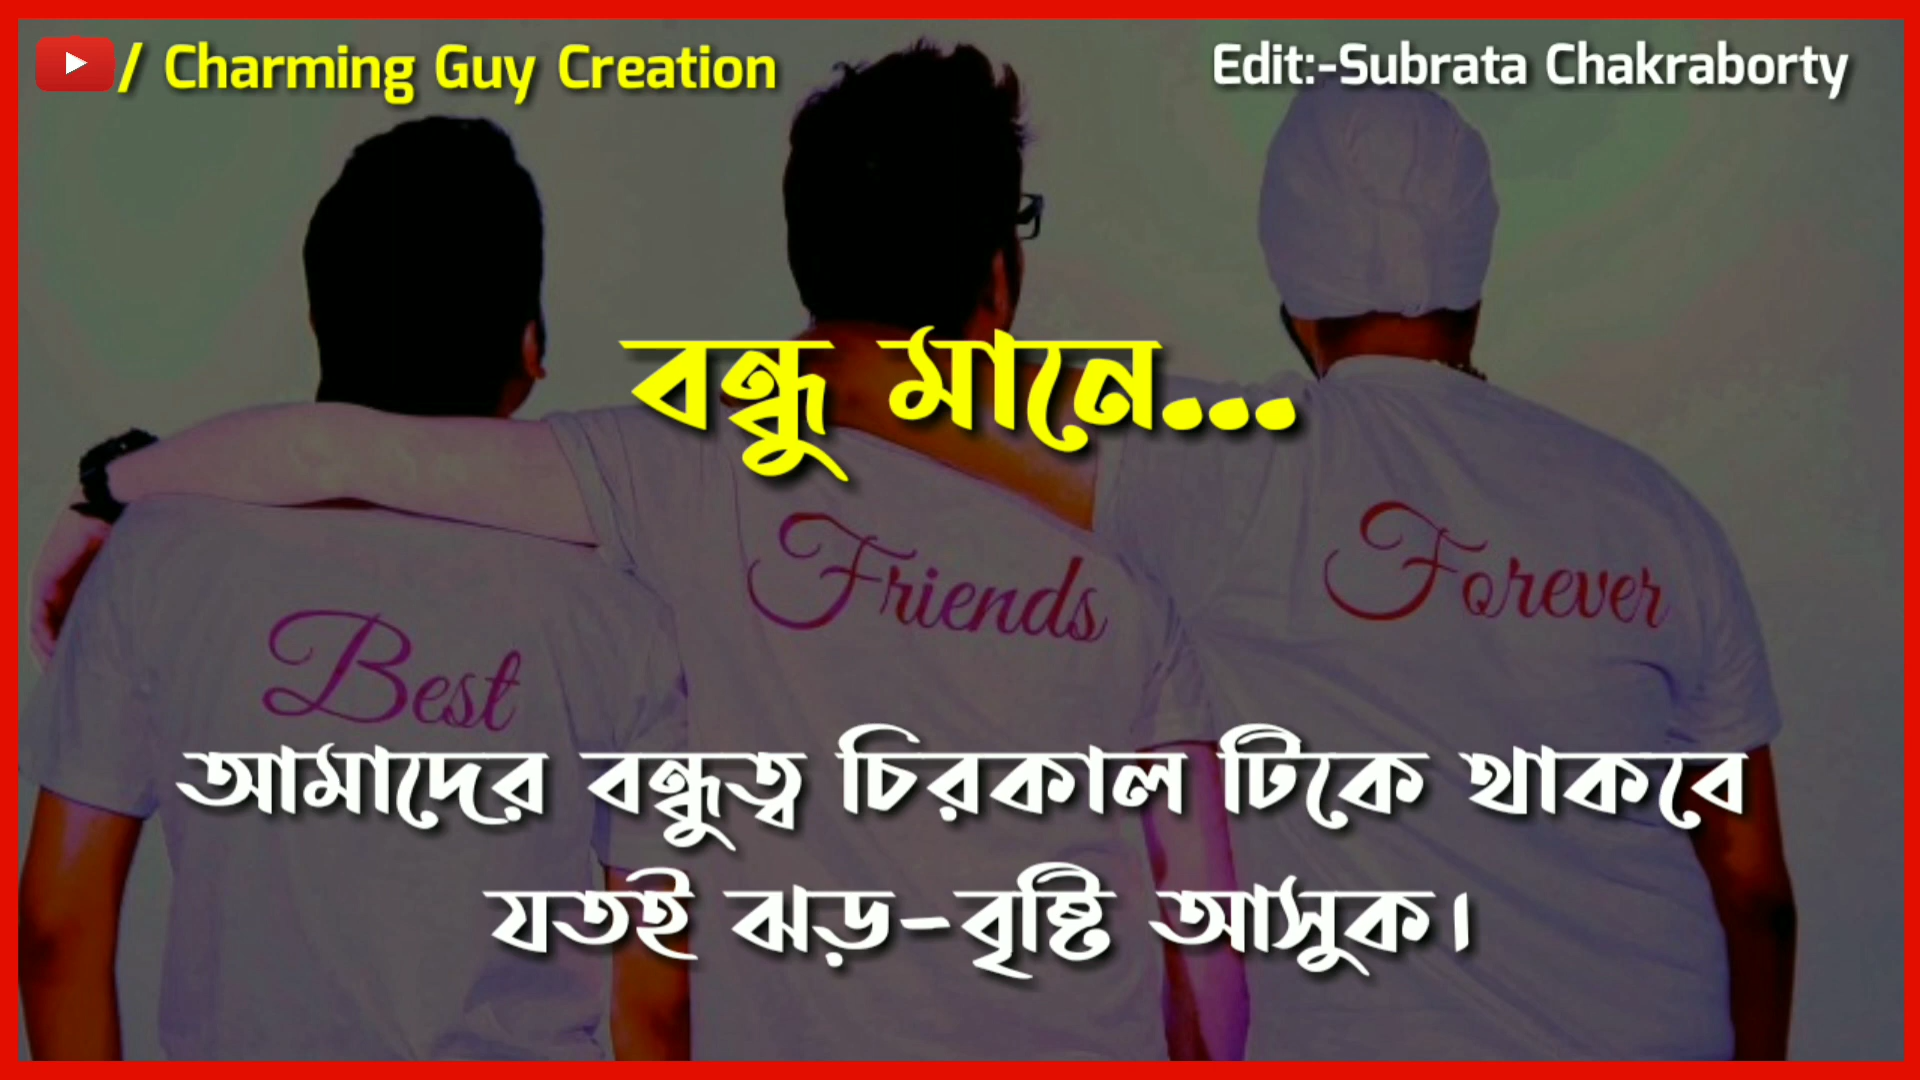 / Charming Guy Creation
Edit:-Subrata Chakraborty
বন্ধু মানে...
Best
Friends
Forever
আমাদের বন্ধুত্ব চিরকাল টিকে থাকবে
যতই ঝড়-বৃষ্টি আসুক।